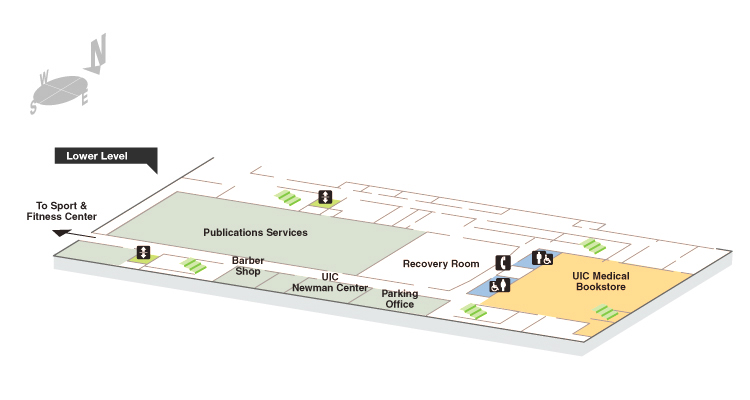 N
W
S
E
Lower Level
To Sport &
Fitness Center
Publications Services
Barber
Shop
UIC
Newman Center
Parking
Office
Recovery Room
UIC Medical
Bookstore